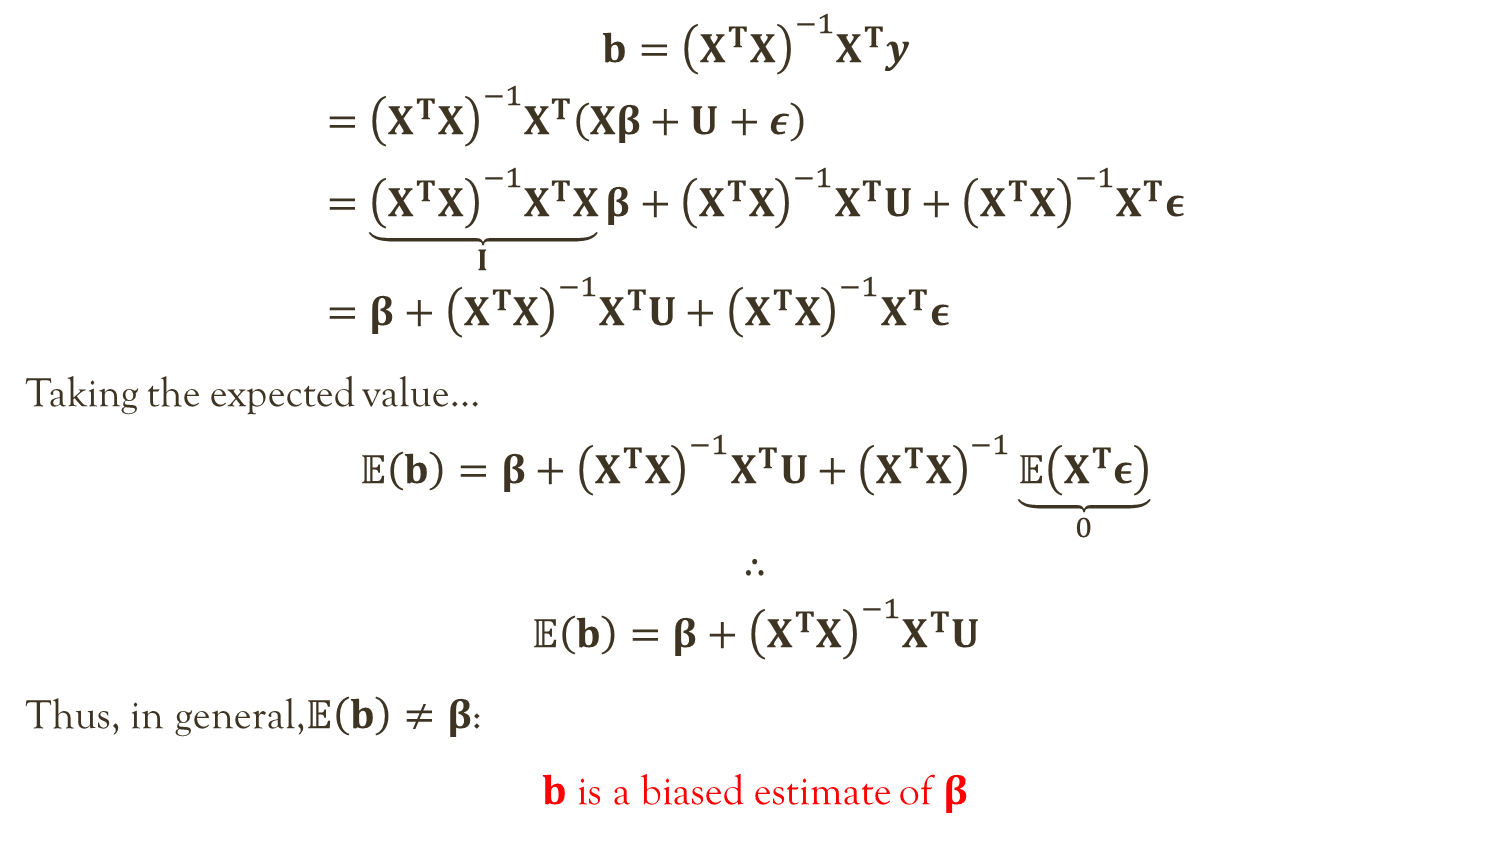 𝐛 = (𝐗ᵀ𝐗)⁻¹𝐗ᵀ𝒚
= (𝐗ᵀ𝐗)⁻¹𝐗ᵀ(𝐗𝛃 + 𝐔 + 𝝐)
= (𝐗ᵀ𝐗)⁻¹𝐗ᵀ𝐗 𝛃 + (𝐗ᵀ𝐗)⁻¹𝐗ᵀ𝐔 + (𝐗ᵀ𝐗)⁻¹𝐗ᵀ𝛜
𝐈
= 𝛃 + (𝐗ᵀ𝐗)⁻¹𝐗ᵀ𝐔 + (𝐗ᵀ𝐗)⁻¹𝐗ᵀ𝛜
Taking the expected value…
𝔼(𝐛) = 𝛃 + (𝐗ᵀ𝐗)⁻¹𝐗ᵀ𝐔 + (𝐗ᵀ𝐗)⁻¹ 𝔼(𝐗ᵀ𝛜)
0
∴
𝔼(𝐛) = 𝛃 + (𝐗ᵀ𝐗)⁻¹𝐗ᵀ𝐔
Thus, in general,𝔼(𝐛) ≠ 𝛃:
𝐛 is a biased estimate of 𝛃